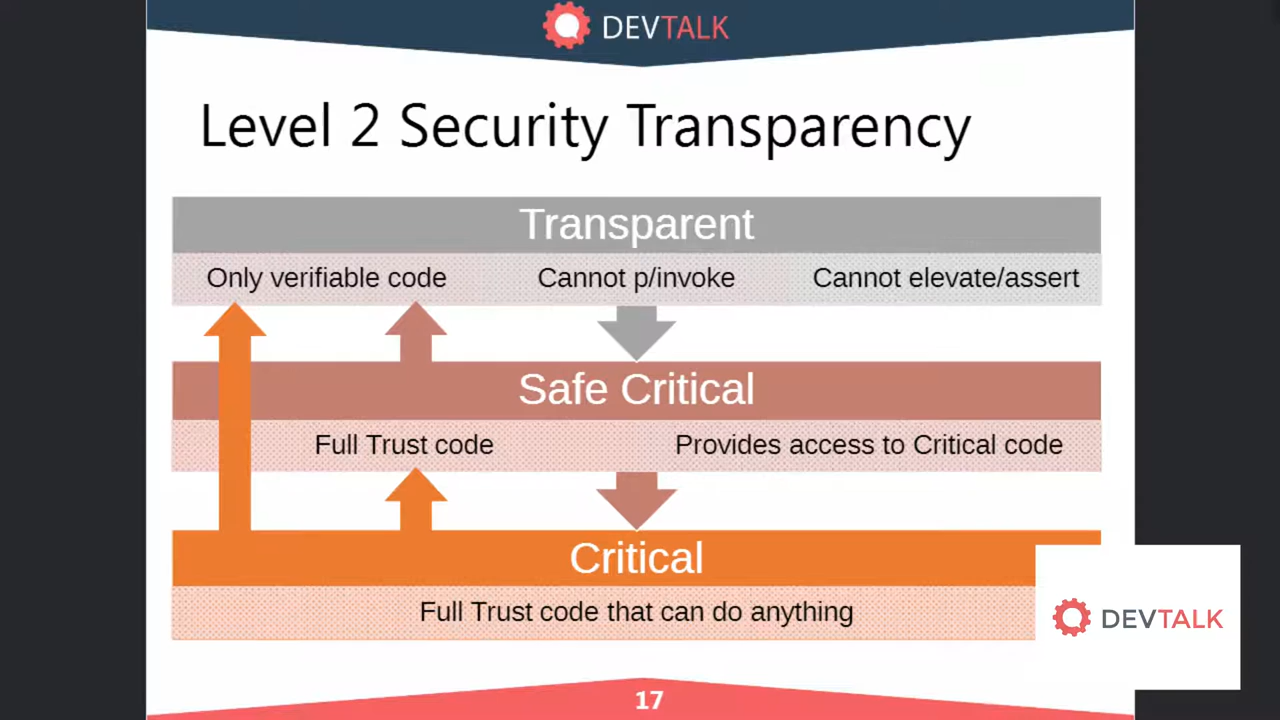 DEVTALK
Level 2 Security Transparency
Transparent
Only verifiable code Cannot p/invoke Cannot elevate/assert
Safe Critical
Full Trust code Provides access to Critical code
Critical
Full Trust code that can do anything
DEVTALK
17